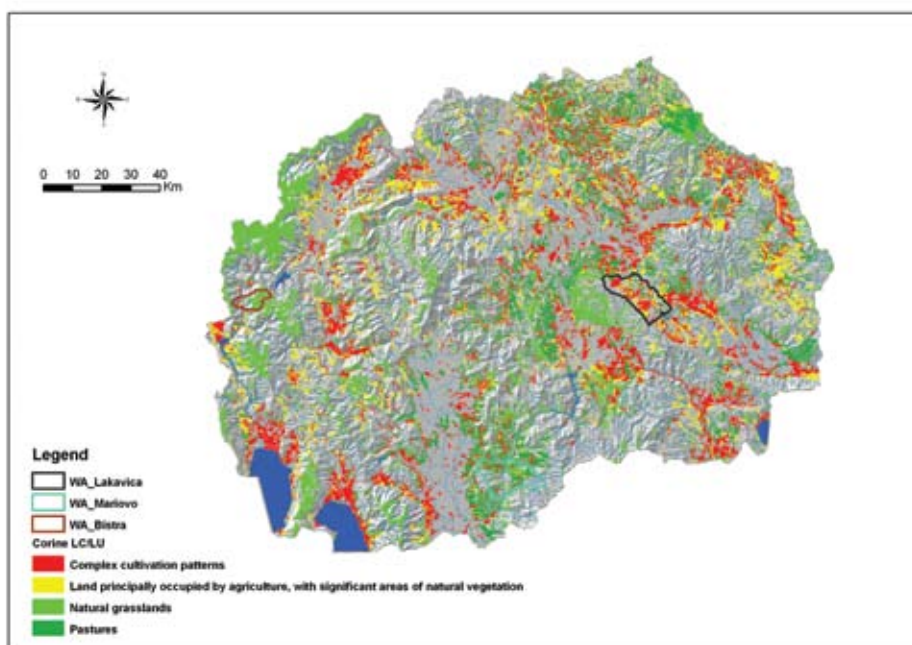 0 10 20 40
Km
Legend
WA_Lakavica
WA_Mariovo
WA_Bistra
Corine LC/LU
Complex cultivation patterns
Land principally occupied by agriculture, with significant areas of natural vegetation
Natural grasslands
Pastures